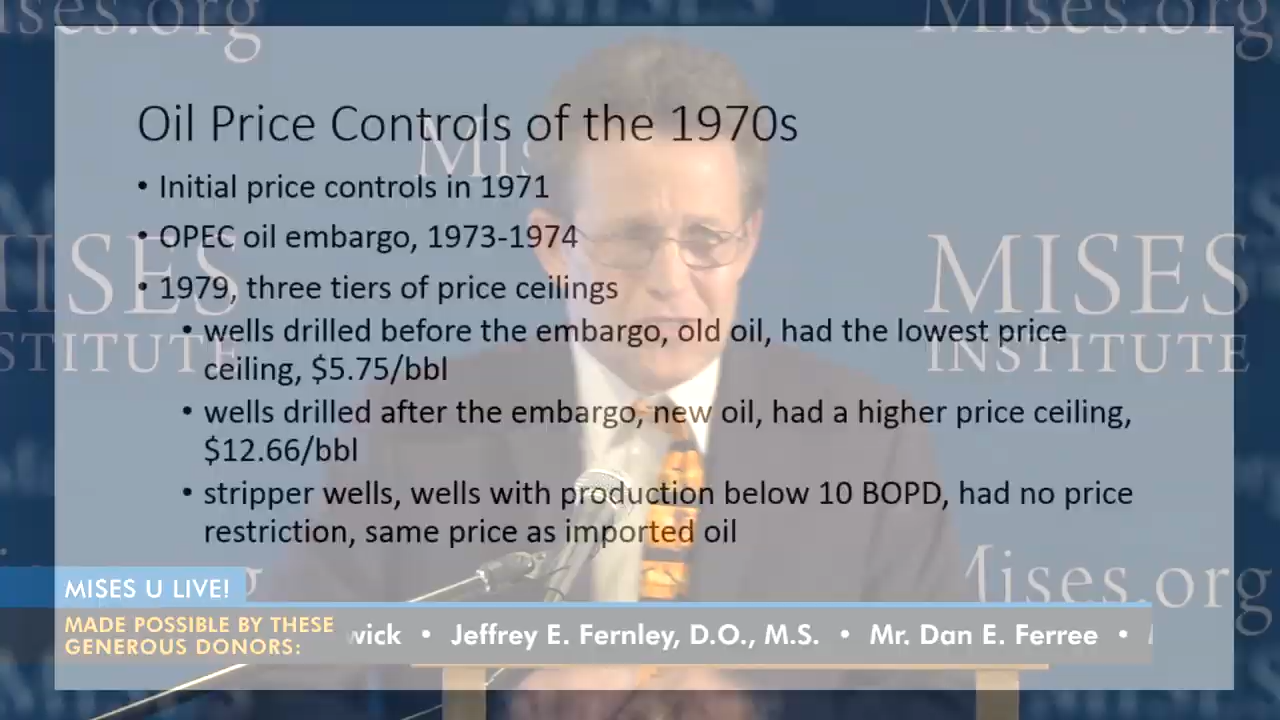 ises.org
Mises.org
Oil Price Controls of the 1970s
Mis
• Initial price controls in 1971
• OPEC oil embargo, 1973-1974
MISES
INSTITUTE
• 1979, three tiers of price ceilings
• wells drilled before the embargo, old oil, had the lowest price
ceiling, $5.75/bbl
• wells drilled after the embargo, new oil, had a higher price ceiling,
$12.66/bbl
• stripper wells, wells with production below 10 BOPD, had no price
restriction, same price as imported oil
Mises.org
MISES U LIVE!
MADE POSSIBLE BY THESE
GENEROUS DONORS:
wick • Jeffrey E. Fernley, D.O., M.S. • Mr. Dan E. Ferree •